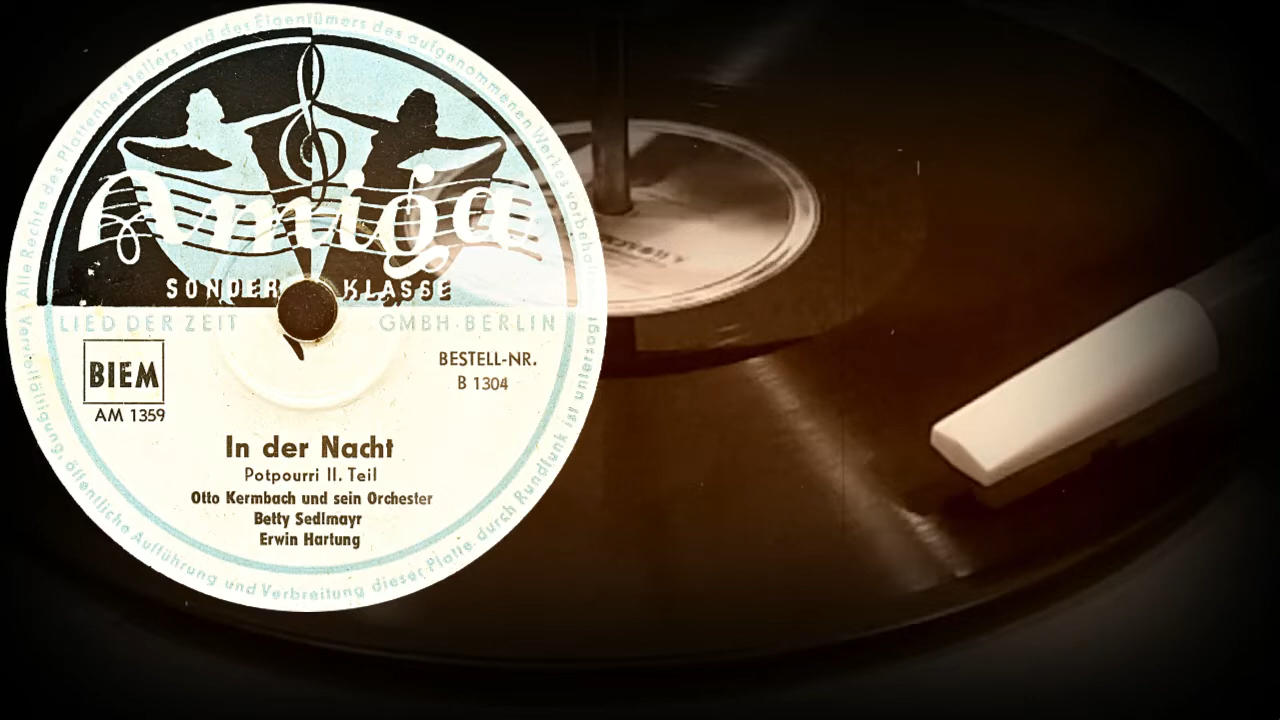 Alle Rechte des Plattenherstellers und des Eigentümers des aufgenommenen Werkes vorbehalten
Amiga
SONDER KLASSE
LIED DER ZEIT GMBH·BERLIN
BIEM
AM 1359
BESTELL-NR.
B 1304
In der Nacht
Potpourri II. Teil
Otto Kermbach und sein Orchester
Betty Sedlmayr
Erwin Hartung
Vervielfältigung, öffentliche Aufführung und Verbreitung dieser Platte durch Rundfunk ist untersagt